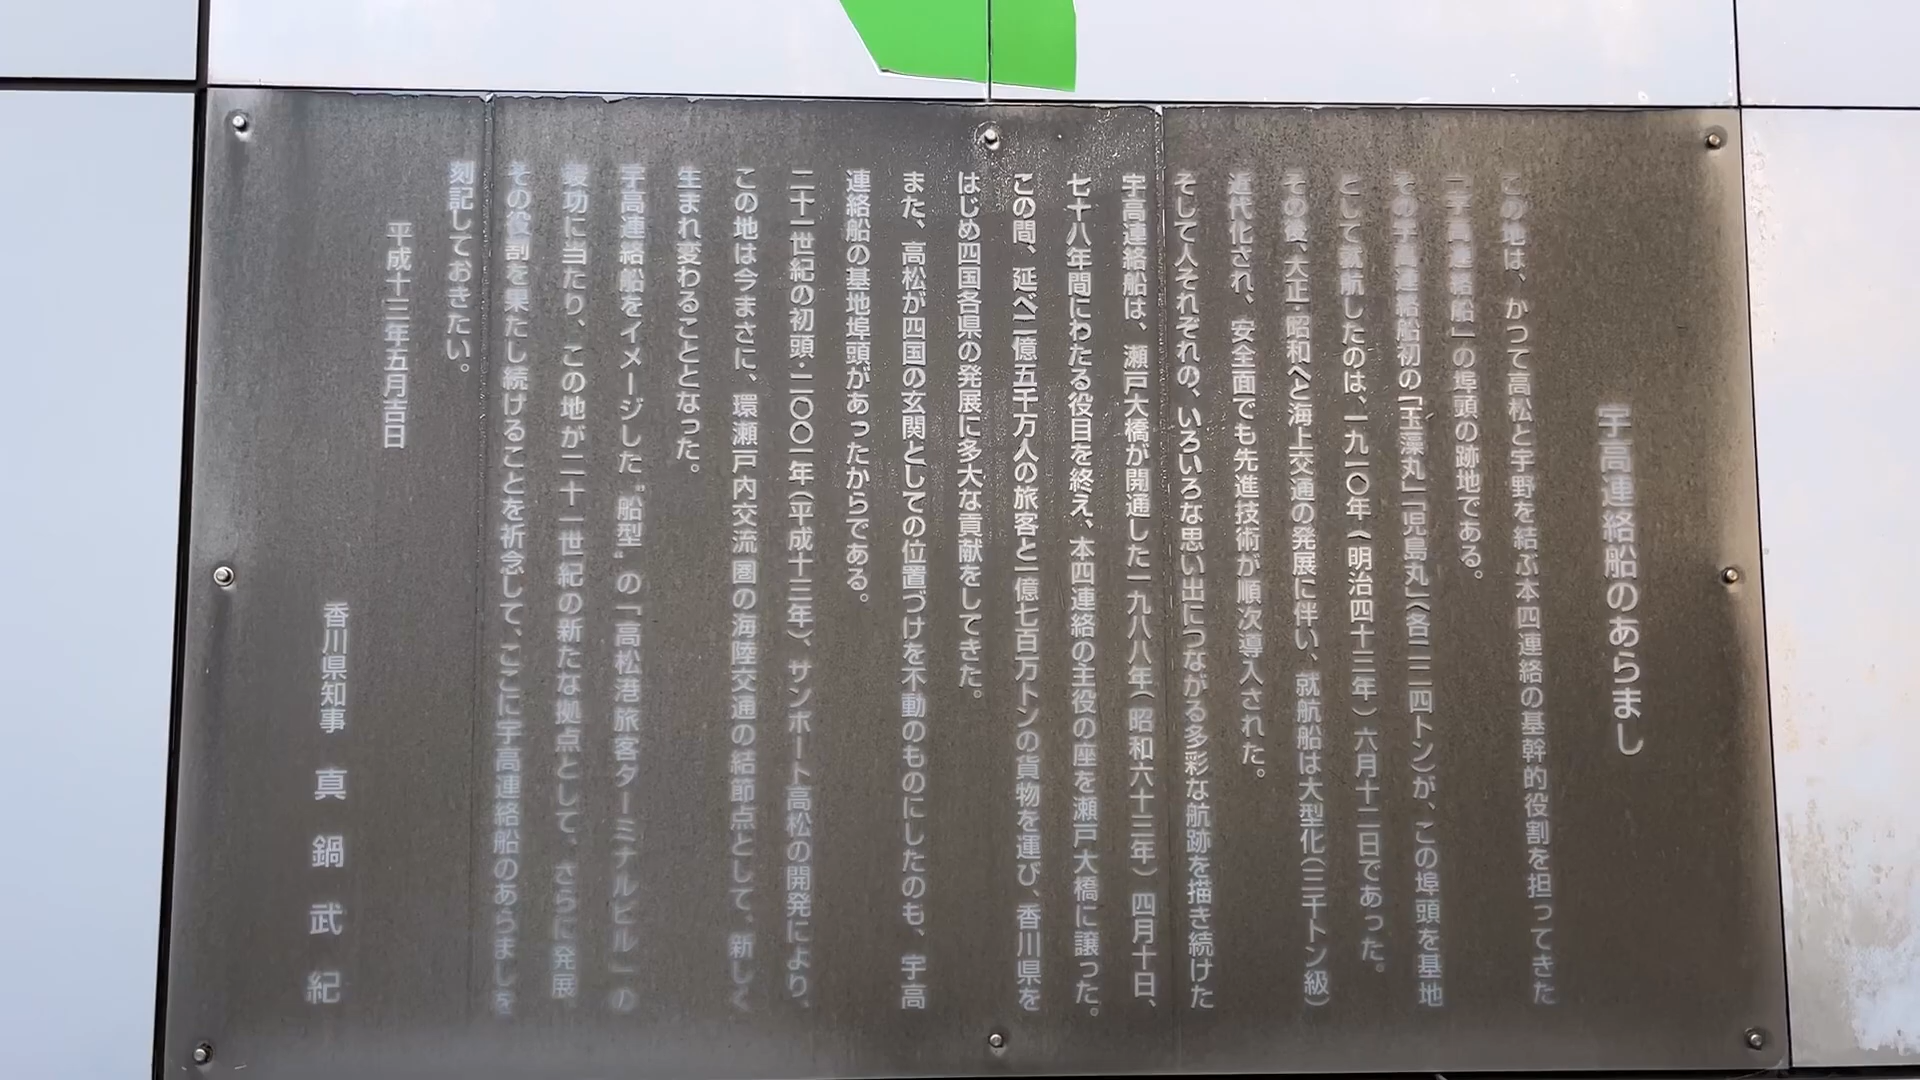 宇高連絡船のあらまし
この地は、かつて高松と宇野を結ぶ本四連絡の基幹的役割を担ってきた
「宇高連絡船」の埠頭の跡地である。
その宇高連絡船初の「玉藻丸」「児島丸」(各二二四トン)が、この埠頭を基地
として就航したのは、一九一〇年(明治四十三年)六月十二日であった。
その後、大正・昭和へと海上交通の発展に伴い、就航船は大型化(三千トン級)
近代化され、安全面でも先進技術が順次導入された。
そして人それぞれの、いろいろな思い出につながる多彩な航跡を描き続けた
宇高連絡船は、瀬戸大橋が開通した一九八八年(昭和六十三年)四月十日、
七十八年間にわたる役目を終え、本四連絡の主役の座を瀬戸大橋に譲った。
この間、延べ二億五千万人の旅客と一億七百万トンの貨物を運び、香川県を
はじめ四国各県の発展に多大な貢献をしてきた。
また、高松が四国の玄関としての位置づけを不動のものにしたのも、宇高
連絡船の基地埠頭があったからである。
二十一世紀の初頭・二〇〇一年(平成十三年)、サンポート高松の開発により、
この地は今まさに、環瀬戸内交流圏の海陸交通の結節点として、新しく
生まれ変わることとなった。
宇高連絡船をイメージした〝船型〟の「高松港旅客ターミナルビル」の
竣功に当たり、この地が二十一世紀の新たな拠点として、さらに発展
その役割を果たし続けることを祈念して、ここに宇高連絡船のあらましを
刻記しておきたい。
平成十三年五月吉日
香川県知事 真鍋武紀